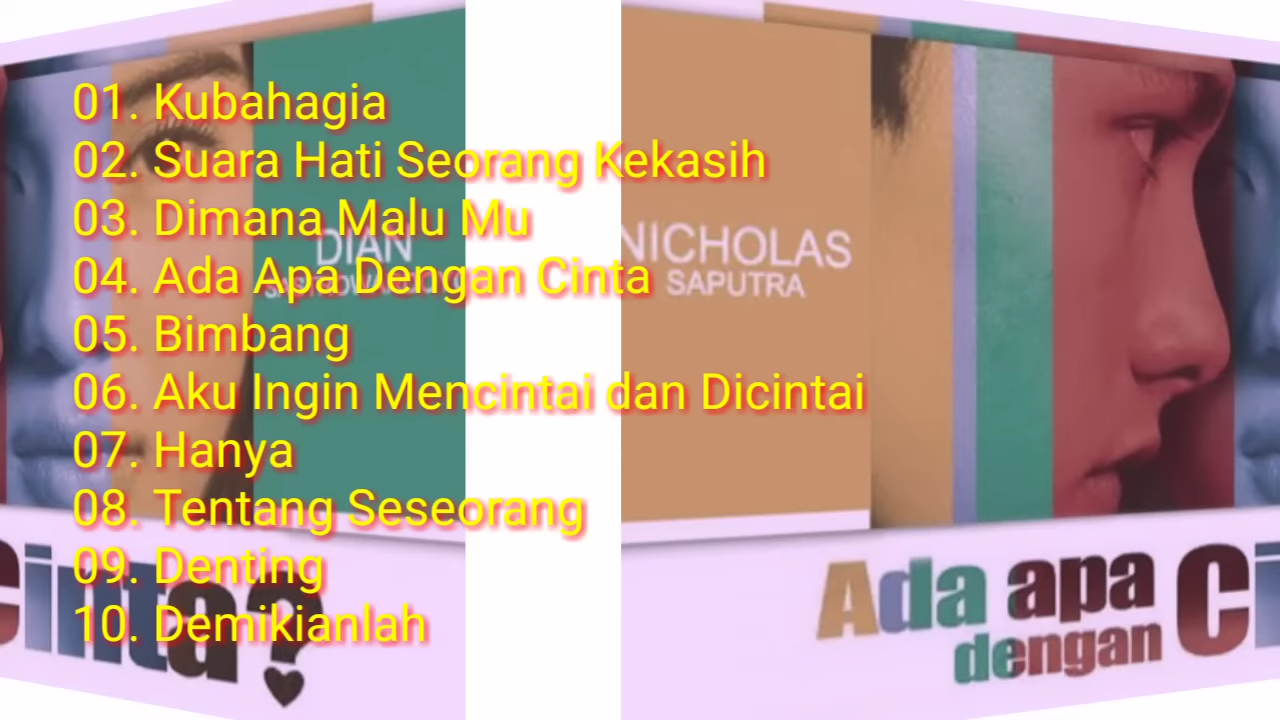 01. Kubahagia
02. Suara Hati Seorang Kekasih
03. Dimana Malu Mu
04. Ada Apa Dengan Cinta
05. Bimbang
06. Aku Ingin Mencintai dan Dicintai
07. Hanya
08. Tentang Seseorang
09. Denting
10. Demikianlah
DIAN
NICHOLAS
SAPUTRA
Cinta?
Ada apa
dengan